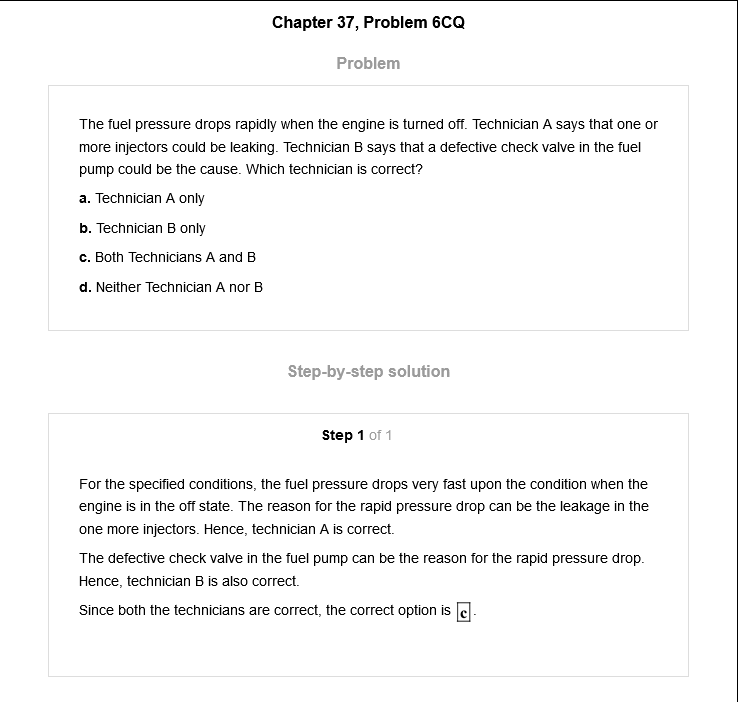 Chapter 37, Problem 6CQ
Problem
The fuel pressure drops rapidly when the engine is turned off. Technician A says that one or
more injectors could be leaking. Technician B says that a defective check valve in the fuel
pump could be the cause. Which technician is correct?
a. Technician A only
b. Technician B only
c. Both Technicians A and B
d. Neither Technician A nor B
Step-by-step solution
Step 1 of 1
For the specified conditions, the fuel pressure drops very fast upon the condition when the
engine is in the off state. The reason for the rapid pressure drop can be the leakage in the
one more injectors. Hence, technician A is correct.
The defective check valve in the fuel pump can be the reason for the rapid pressure drop.
Hence, technician B is also correct.
Since both the technicians are correct, the correct option is c.